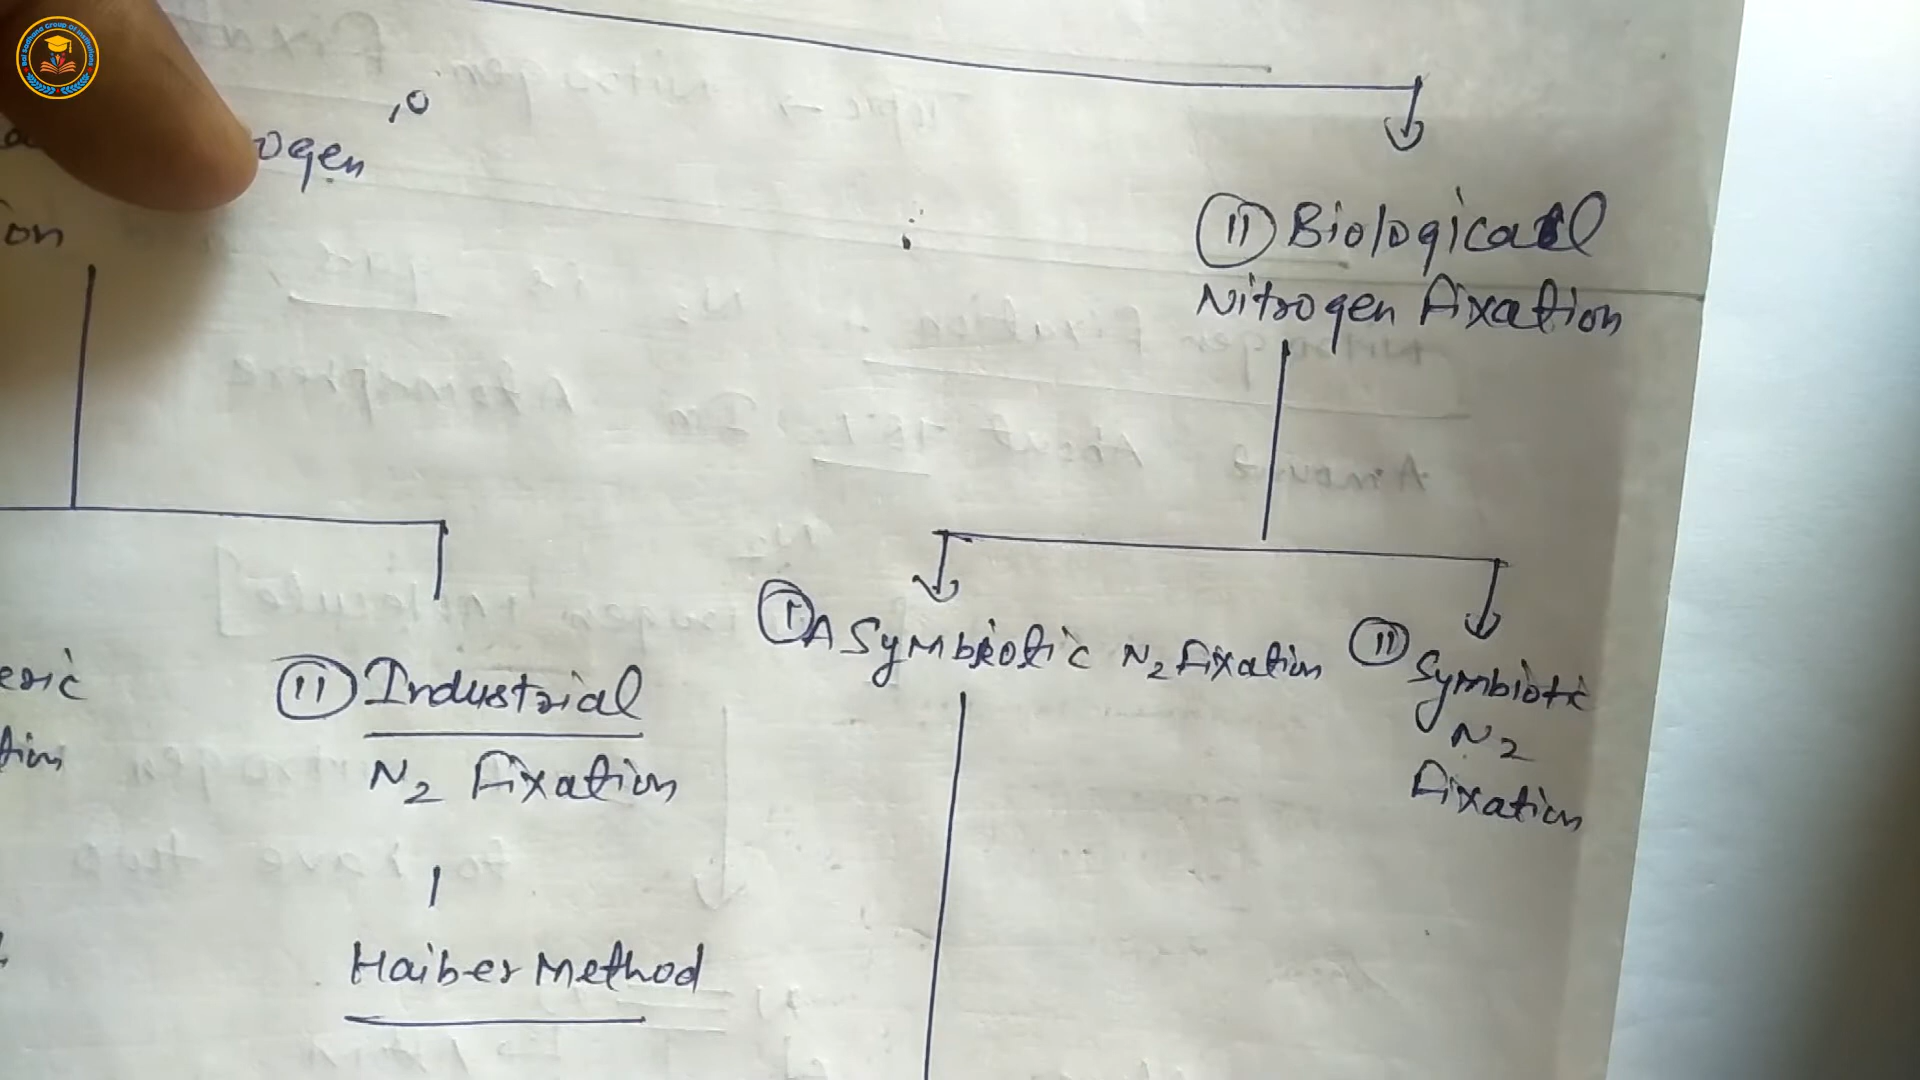 ogen
on
II Biological
Nitrogen Fixation
I Asymbiotic N2 Fixation
II Symbiotic
N2
Fixation
eric
tion
II Industrial
N2 Fixation
Haiber Method